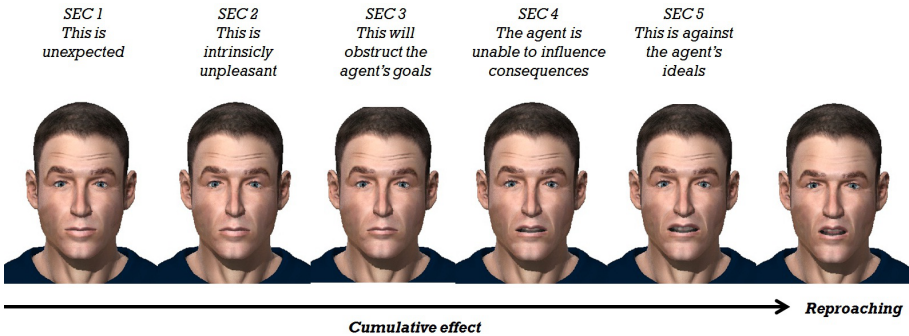 SEC 1
This is
unexpected
SEC 2
This is
intrinsicly
unpleasant
SEC 3
This will
obstruct the
agent's goals
SEC 4
The agent is
unable to influence
consequences
SEC 5
This is against
the agent's
ideals
Reproaching
Cumulative effect